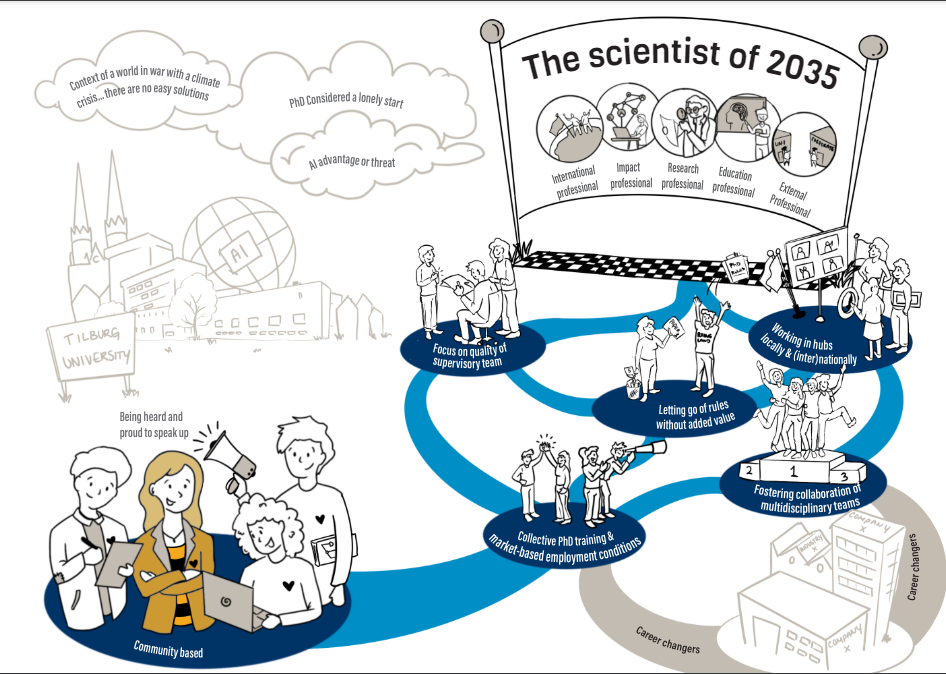 The scientist of 2035
Context of a world in war with a climate
crisis... there are no easy solutions
PhD Considered a lonely start
AI advantage or threat
International
professional
Impact
professional
Research
professional
Education
professional
External
Professional
AI
TILBURG
UNIVERSITY
Focus on quality of
supervisory team
Working in hubs
locally & (inter)nationally
Letting go of rules
without added value
Being heard and
proud to speak up
2
1
3
Fostering collaboration of
multidisciplinary teams
Collective PhD training &
market-based employment conditions
COMPANY
X
INDUSTRY
X
COMPANY
X
Career changers
Career changers
Community based